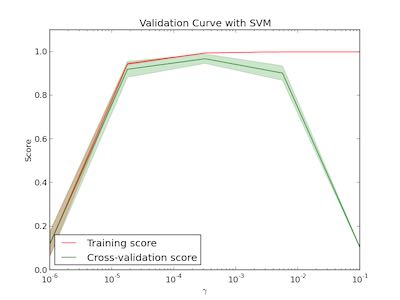 Validation Curve with SVM
1.0
0.8
0.6
0.4
0.2
0.0
Score
Training score
Cross-validation score
10⁻⁶ 10⁻⁵ 10⁻⁴ 10⁻³ 10⁻² 10⁻¹
γ